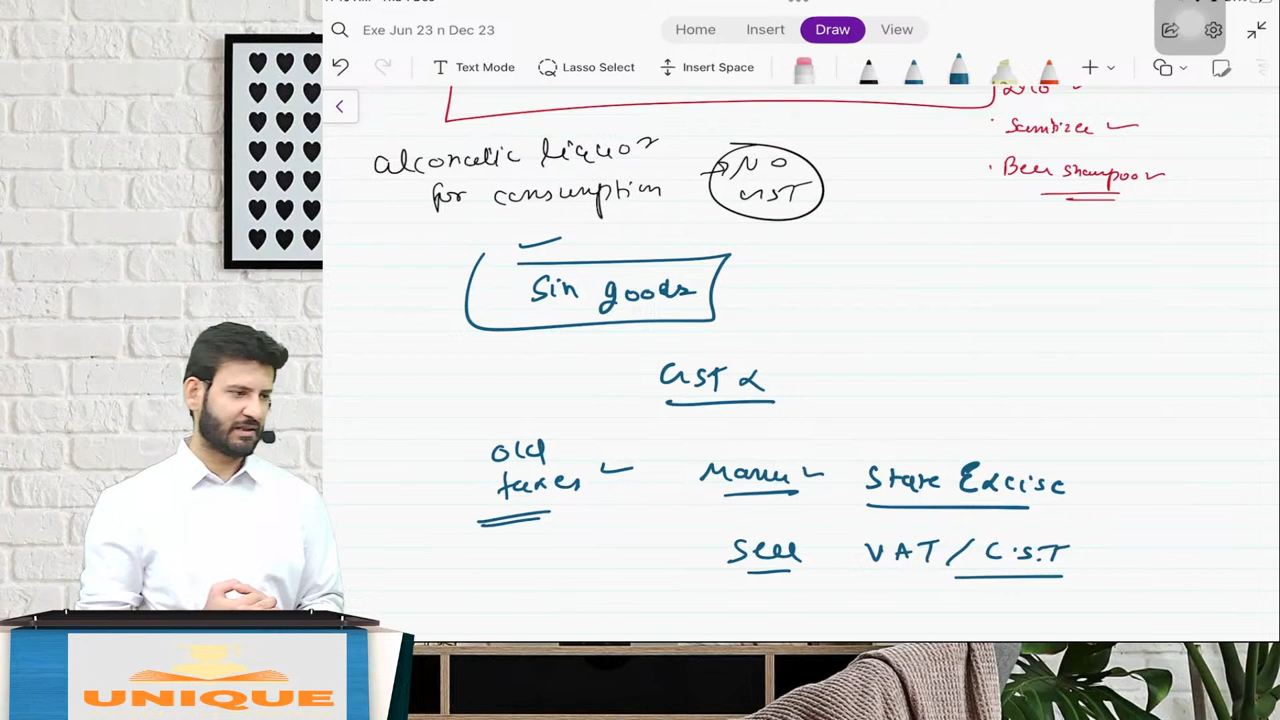 Exe Jun 23 n Dec 23
Home Insert Draw View
Text Mode Lasso Select Insert Space
Sanitizer
alcoholic liquor → NO
for consumption GST
Beer shampoo
Sin goods
GST
old
taxes
Manu State Excise
Sell VAT / C.S.T
UNIQUE